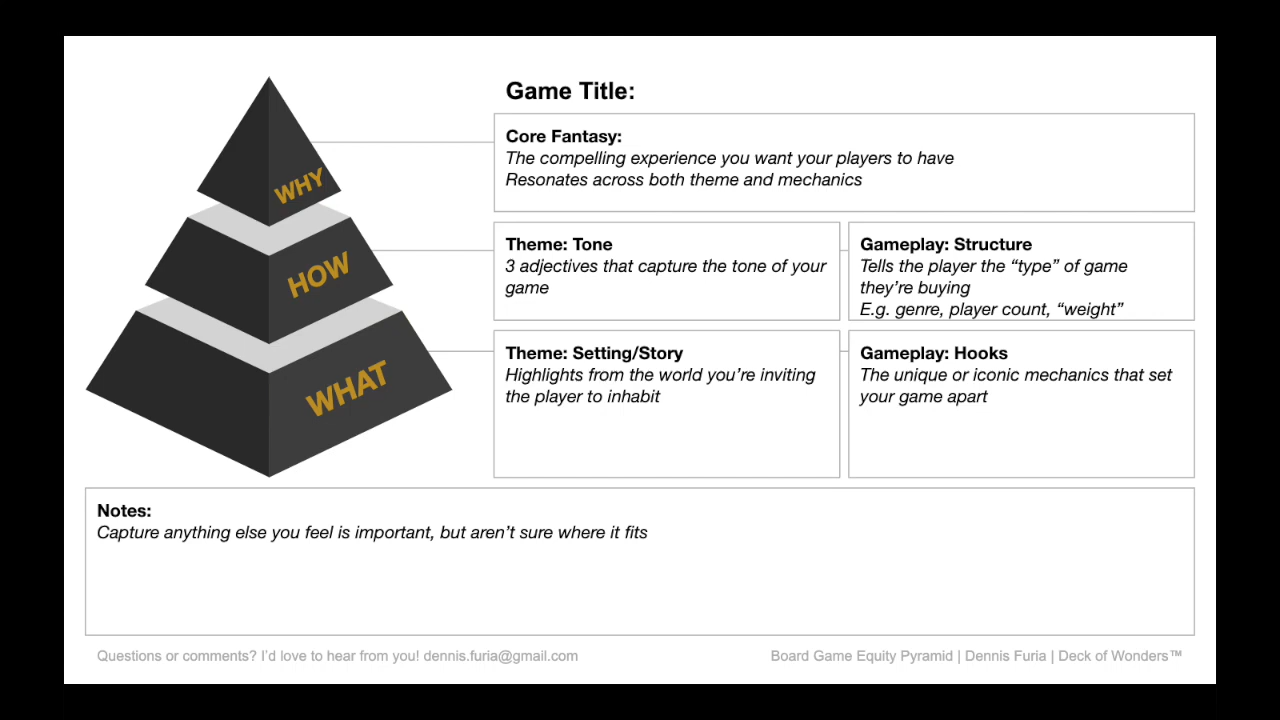 Game Title:
WHY
Core Fantasy:
The compelling experience you want your players to have
Resonates across both theme and mechanics
HOW
Theme: Tone
3 adjectives that capture the tone of your
game
Gameplay: Structure
Tells the player the “type” of game
they’re buying
E.g. genre, player count, “weight”
WHAT
Theme: Setting/Story
Highlights from the world you’re inviting
the player to inhabit
Gameplay: Hooks
The unique or iconic mechanics that set
your game apart
Notes:
Capture anything else you feel is important, but aren’t sure where it fits
Questions or comments? I’d love to hear from you! dennis.furia@gmail.com
Board Game Equity Pyramid | Dennis Furia | Deck of Wonders™